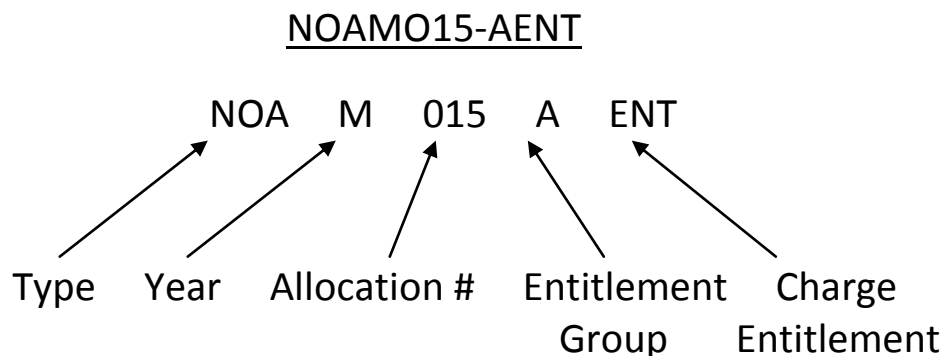 NOAMO15-AENT
NOA M 015 A ENT
Type Year Allocation # Entitlement Charge
Group Entitlement